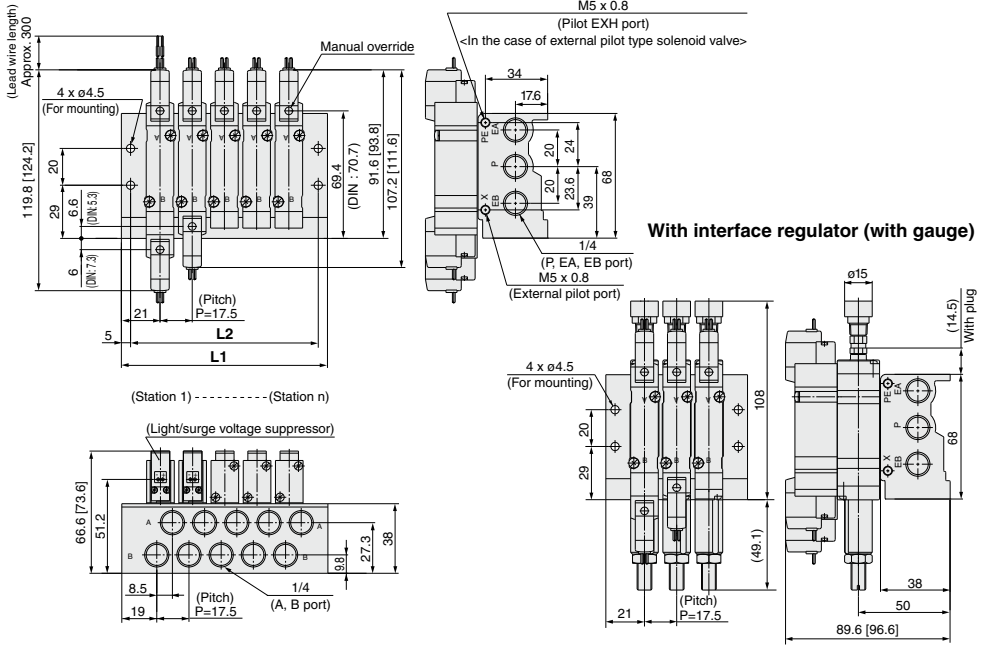 (Lead wire length)
Approx. 300
Manual override
4 x ø4.5
(For mounting)
119.8 [124.2]
20
29
6.6
(DIN: 5.3)
6
(DIN: 7.3)
69.4
(DIN : 70.7)
91.6 [93.8]
107.2 [111.6]
A
A
B
B
B
B
B
21
(Pitch)
P=17.5
5
L2
L1
M5 x 0.8
(Pilot EXH port)
<In the case of external pilot type solenoid valve>
34
17.6
PE
EA
P
X
EB
20
24
20
23.6
39
68
1/4
(P, EA, EB port)
M5 x 0.8
(External pilot port)
(Station 1) - - - - - - - - - (Station n)
(Light/surge voltage suppressor)
66.6 [73.6]
51.2
A
A
B
B
9.8
27.3
38
8.5
19
(Pitch)
P=17.5
1/4
(A, B port)
With interface regulator (with gauge)
4 x ø4.5
(For mounting)
20
29
A
A
B
B
108
(49.1)
21
(Pitch)
P=17.5
ø15
(14.5)
With plug
PE
EA
P
X
EB
68
38
50
89.6 [96.6]